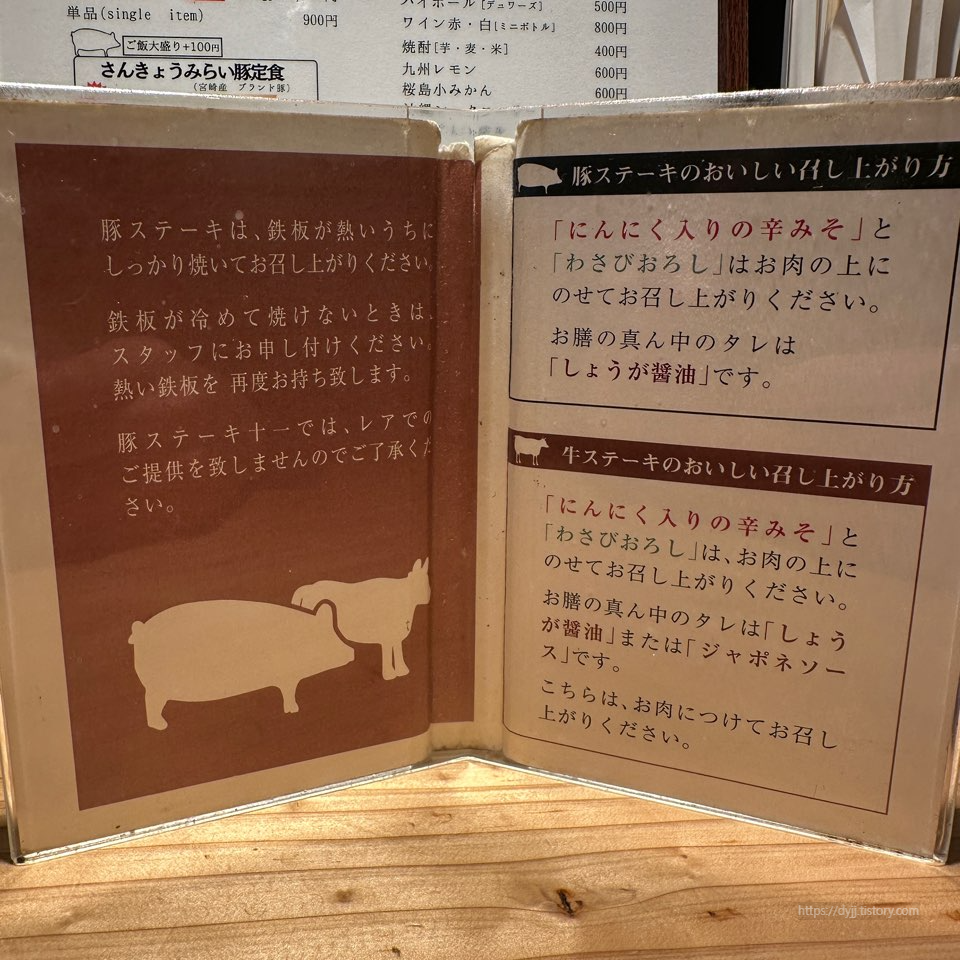 単品(single item) 900円
ご飯大盛り+100円
さんきょうみらい豚定食
(宮崎産 ブランド豚)
ハイボール[デュワーズ] 500円
ワイン赤・白[ミニボトル] 800円
焼酎[芋・麦・米] 400円
九州レモン 600円
桜島小みかん 600円
豚ステーキは、鉄板が熱いうちに
しっかり焼いてお召し上がりください。
鉄板が冷めて焼けないときは、
スタッフにお申し付けください。
熱い鉄板を 再度お持ち致します。
豚ステーキ十一では、レアでの
ご提供を致しませんのでご了承くだ
さい。
豚ステーキのおいしい召し上がり方
「にんにく入りの辛みそ」と
「わさびおろし」はお肉の上に
のせてお召し上がりください。
お膳の真ん中のタレは
「しょうが醤油」です。
牛ステーキのおいしい召し上がり方
「にんにく入りの辛みそ」と
「わさびおろし」は、お肉の上に
のせてお召し上がりください。
お膳の真ん中のタレは「しょう
が醤油」または「ジャポネソー
ス」です。
こちらは、お肉につけてお召し
上がりください。
https://dyjj.tistory.com